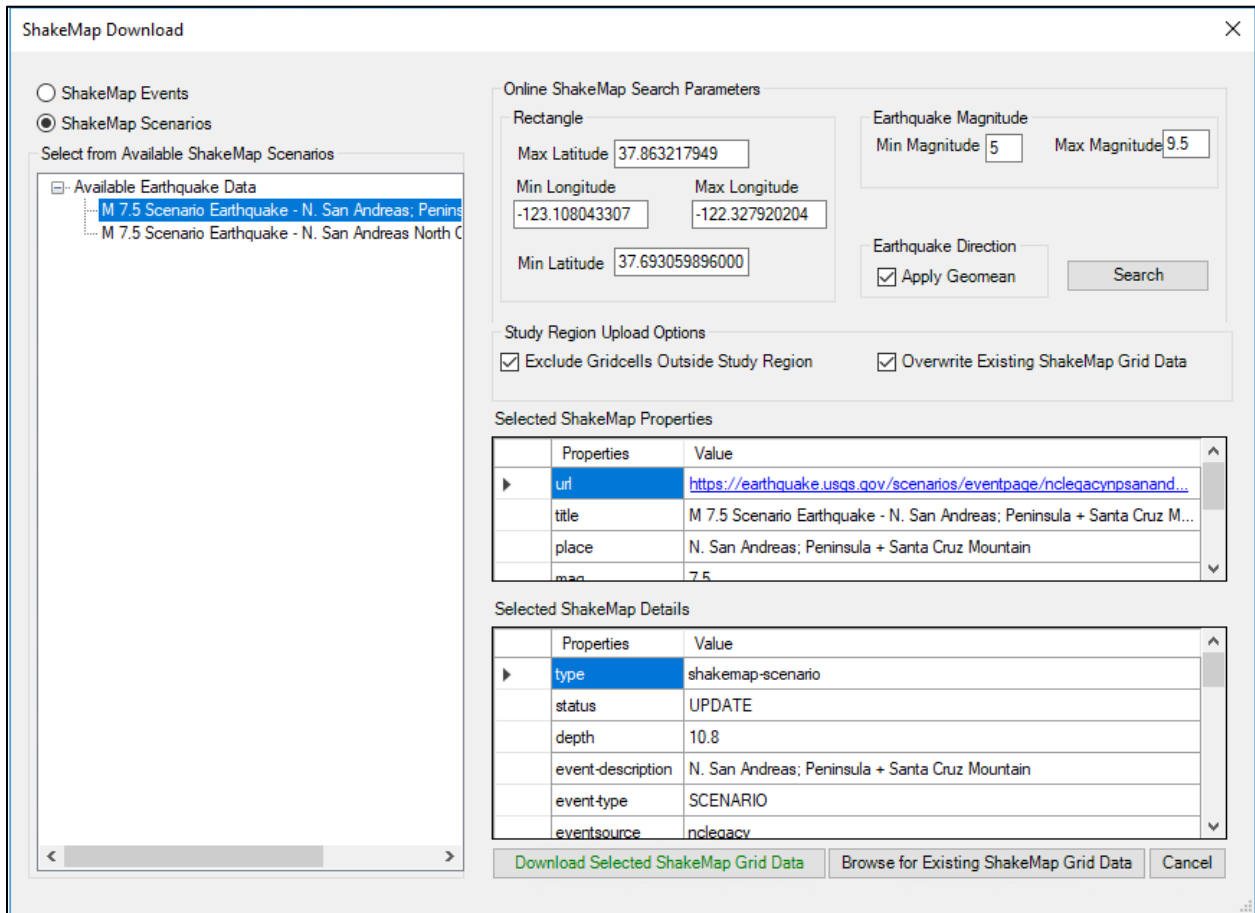 ShakeMap Download
ShakeMap Events
ShakeMap Scenarios
Select from Available ShakeMap Scenarios
Available Earthquake Data
M 7.5 Scenario Earthquake - N. San Andreas; Penins
M 7.5 Scenario Earthquake - N. San Andreas North C
Online ShakeMap Search Parameters
Rectangle
Max Latitude 37.863217949
Min Longitude Max Longitude
-123.108043307 -122.327920204
Min Latitude 37.693059896000
Earthquake Magnitude
Min Magnitude 5 Max Magnitude 9.5
Earthquake Direction
Apply Geomean
Search
Study Region Upload Options
Exclude Gridcells Outside Study Region Overwrite Existing ShakeMap Grid Data
Selected ShakeMap Properties
Properties Value
url https://earthquake.usgs.gov/scenarios/eventpage/nclegacynpsanand...
title M 7.5 Scenario Earthquake - N. San Andreas; Peninsula + Santa Cruz M...
place N. San Andreas; Peninsula + Santa Cruz Mountain
mag 7.5
Selected ShakeMap Details
Properties Value
type shakemap-scenario
status UPDATE
depth 10.8
event-description N. San Andreas; Peninsula + Santa Cruz Mountain
event-type SCENARIO
eventsource nclegacy
Download Selected ShakeMap Grid Data Browse for Existing ShakeMap Grid Data Cancel